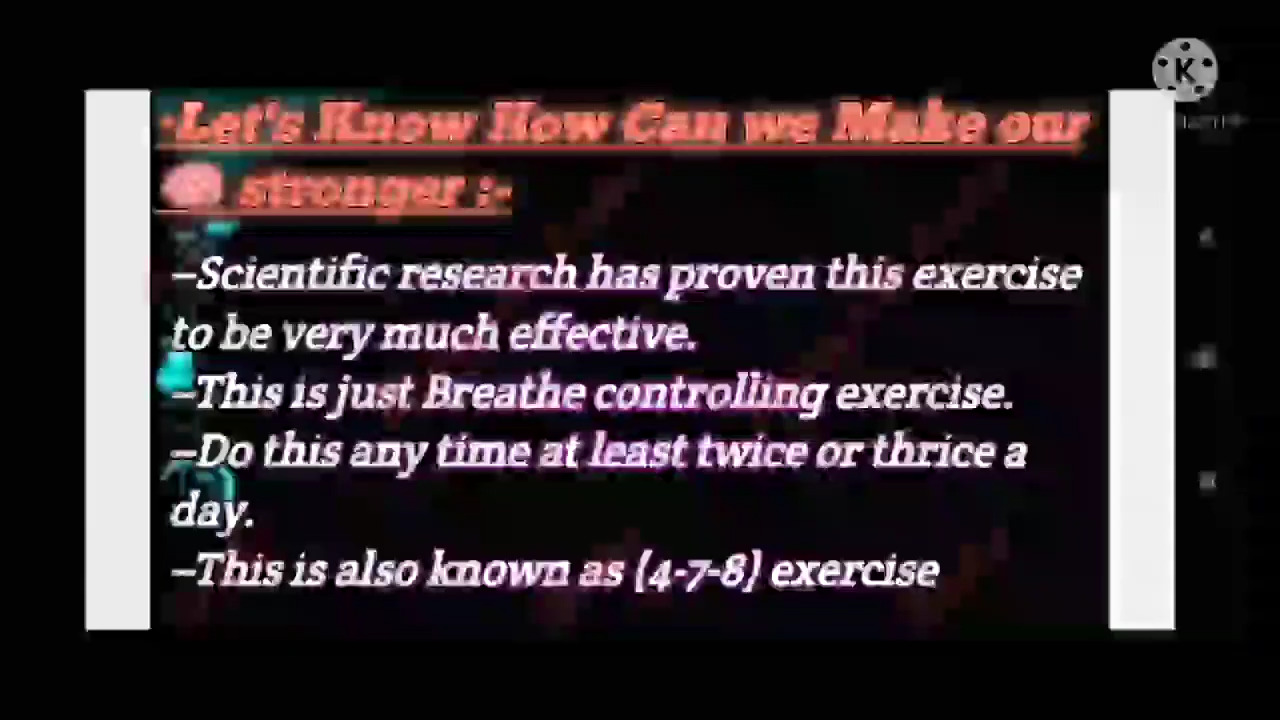 ·Let's Know How Can we Make our
🧠 stronger :-
–Scientific research has proven this exercise
to be very much effective.
–This is just Breathe controlling exercise.
–Do this any time at least twice or thrice a
day.
–This is also known as (4-7-8) exercise
K